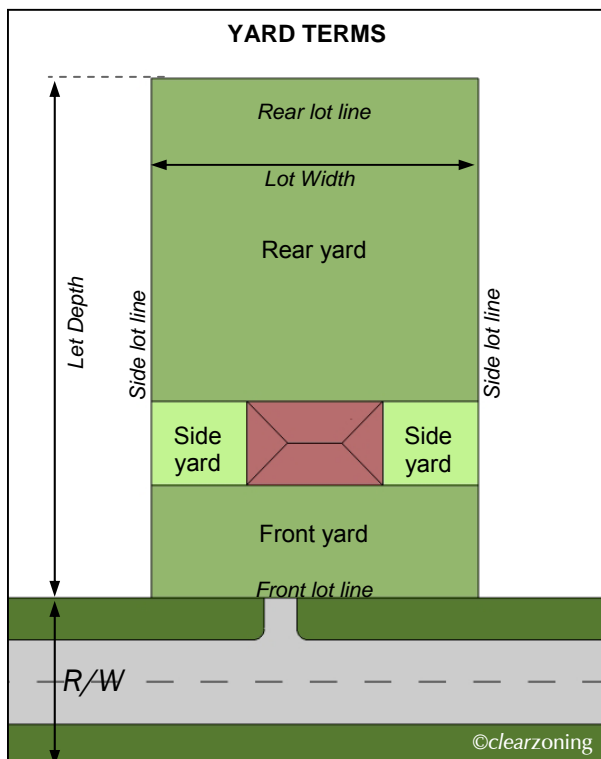 YARD TERMS
Rear lot line
Lot Width
Rear yard
Let Depth
Side lot line
Side lot line
Side
yard
Side
yard
Front yard
Front lot line
R/W
©clearzoning